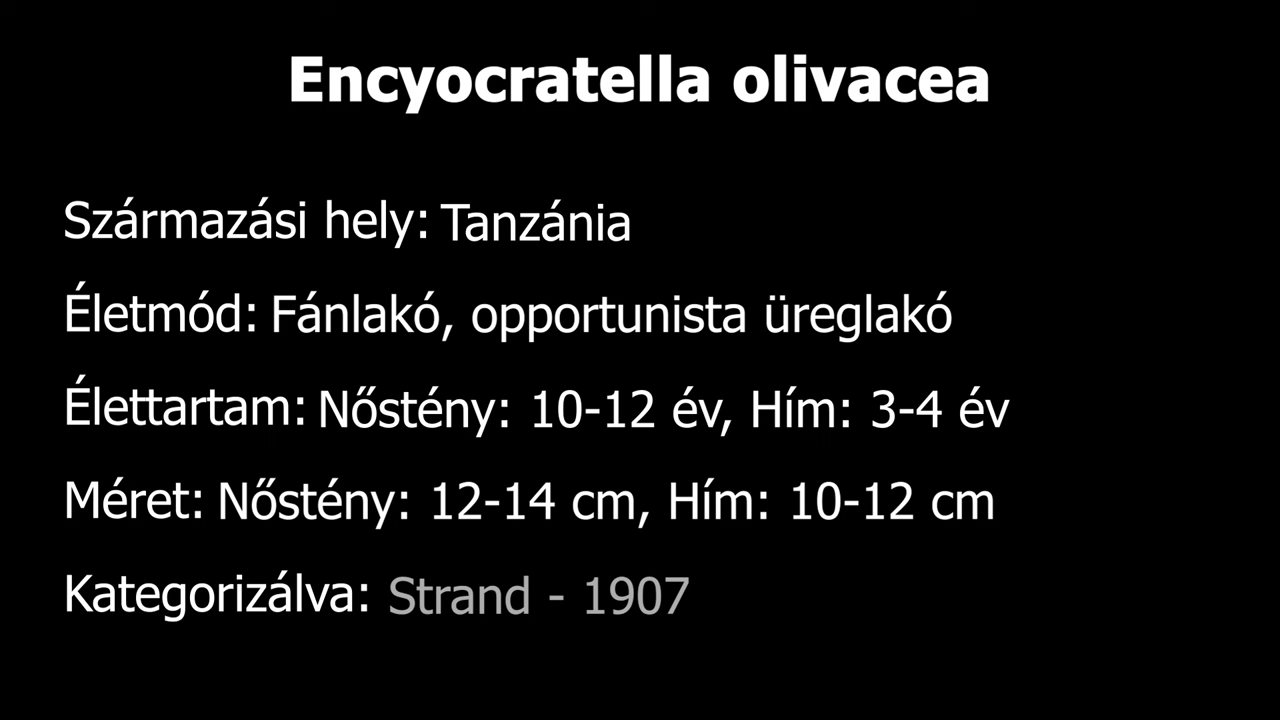 Encyocratella olivacea
Származási hely: Tanzánia
Életmód: Fánlakó, opportunista üreglakó
Élettartam: Nőstény: 10-12 év, Hím: 3-4 év
Méret: Nőstény: 12-14 cm, Hím: 10-12 cm
Kategorizálva: Strand - 1907